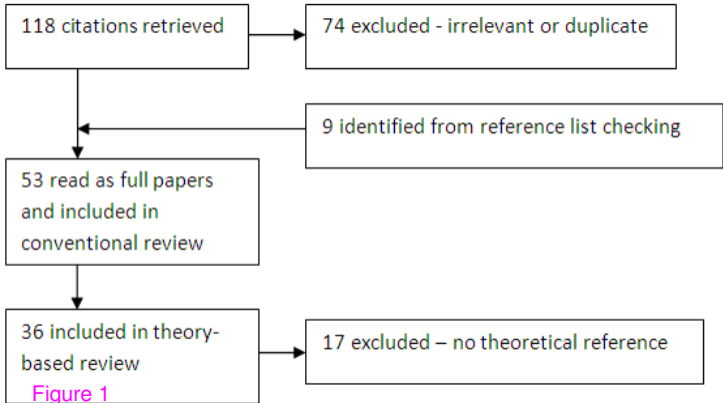 118 citations retrieved
74 excluded - irrelevant or duplicate
9 identified from reference list checking
53 read as full papers
and included in
conventional review
36 included in theory-
based review
17 excluded – no theoretical reference
Figure 1